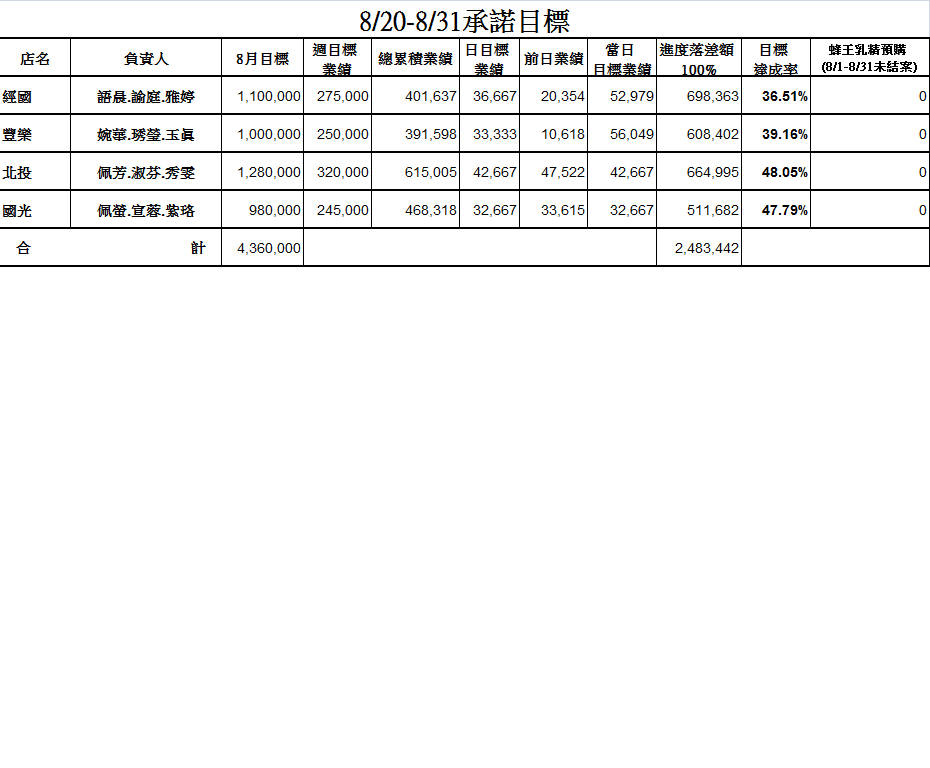 8/20-8/31承諾目標
店名 負責人 8月目標 週目標業績 總累積業績 日目標業績 前日業績 當日目標業績 進度落差額100% 目標達成率 蜂王乳精預購(8/1-8/31未結案)
經國 語晨.諭庭.雅婷 1,100,000 275,000 401,637 36,667 20,354 52,979 698,363 36.51% 0
豐樂 婉華.琇瑩.玉眞 1,000,000 250,000 391,598 33,333 10,618 56,049 608,402 39.16% 0
北投 佩芳.淑芬.秀雯 1,280,000 320,000 615,005 42,667 47,522 42,667 664,995 48.05% 0
國光 佩螢.宣蓉.紫珞 980,000 245,000 468,318 32,667 33,615 32,667 511,682 47.79% 0
合計 4,360,000 2,483,442